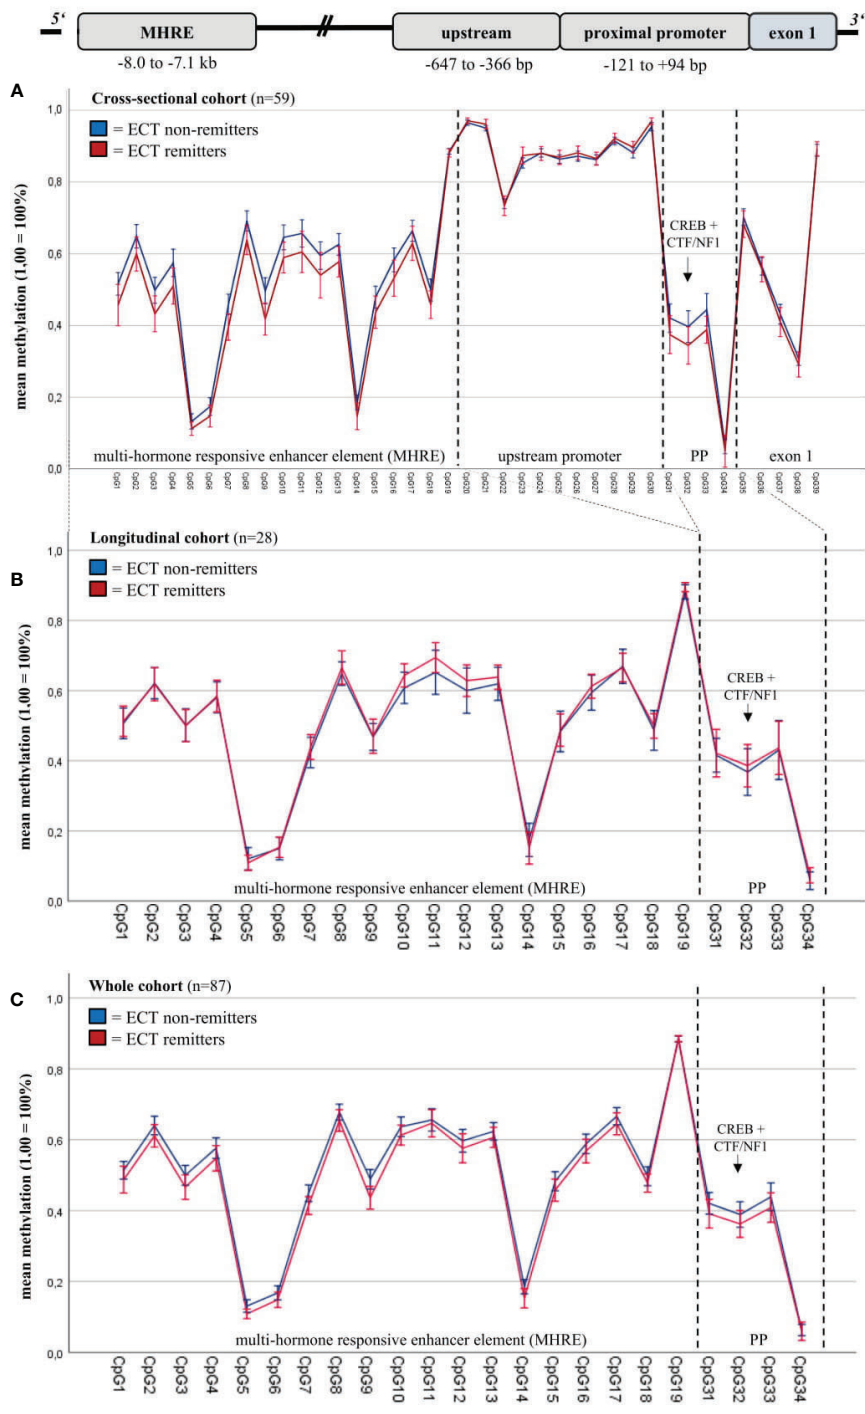 5‘ MHRE upstream proximal promoter exon 1 3‘
-8.0 to -7.1 kb -647 to -366 bp -121 to +94 bp
A
Cross-sectional cohort (n=59)
= ECT non-remitters
= ECT remitters
mean methylation (1,00 = 100%)
1,0
0,8
0,6
0,4
0,2
0,0
CREB +
CTF/NF1
multi-hormone responsive enhancer element (MHRE) upstream promoter PP exon 1
CpG1 CpG2 CpG3 CpG4 CpG5 CpG6 CpG7 CpG8 CpG9 CpG10 CpG11 CpG12 CpG13 CpG14 CpG15 CpG16 CpG17 CpG18 CpG19 CpG20 CpG21 CpG22 CpG23 CpG24 CpG25 CpG26 CpG27 CpG28 CpG29 CpG30 CpG31 CpG32 CpG33 CpG34 CpG35 CpG36 CpG37 CpG38 CpG39
B
Longitudinal cohort (n=28)
= ECT non-remitters
= ECT remitters
mean methylation (1,00 = 100%)
1,0
0,8
0,6
0,4
0,2
0,0
CREB +
CTF/NF1
multi-hormone responsive enhancer element (MHRE) PP
CpG1 CpG2 CpG3 CpG4 CpG5 CpG6 CpG7 CpG8 CpG9 CpG10 CpG11 CpG12 CpG13 CpG14 CpG15 CpG16 CpG17 CpG18 CpG19 CpG31 CpG32 CpG33 CpG34
C
Whole cohort (n=87)
= ECT non-remitters
= ECT remitters
mean methylation (1,00 = 100%)
1,0
0,8
0,6
0,4
0,2
0,0
CREB +
CTF/NF1
multi-hormone responsive enhancer element (MHRE) PP
CpG1 CpG2 CpG3 CpG4 CpG5 CpG6 CpG7 CpG8 CpG9 CpG10 CpG11 CpG12 CpG13 CpG14 CpG15 CpG16 CpG17 CpG18 CpG19 CpG31 CpG32 CpG33 CpG34